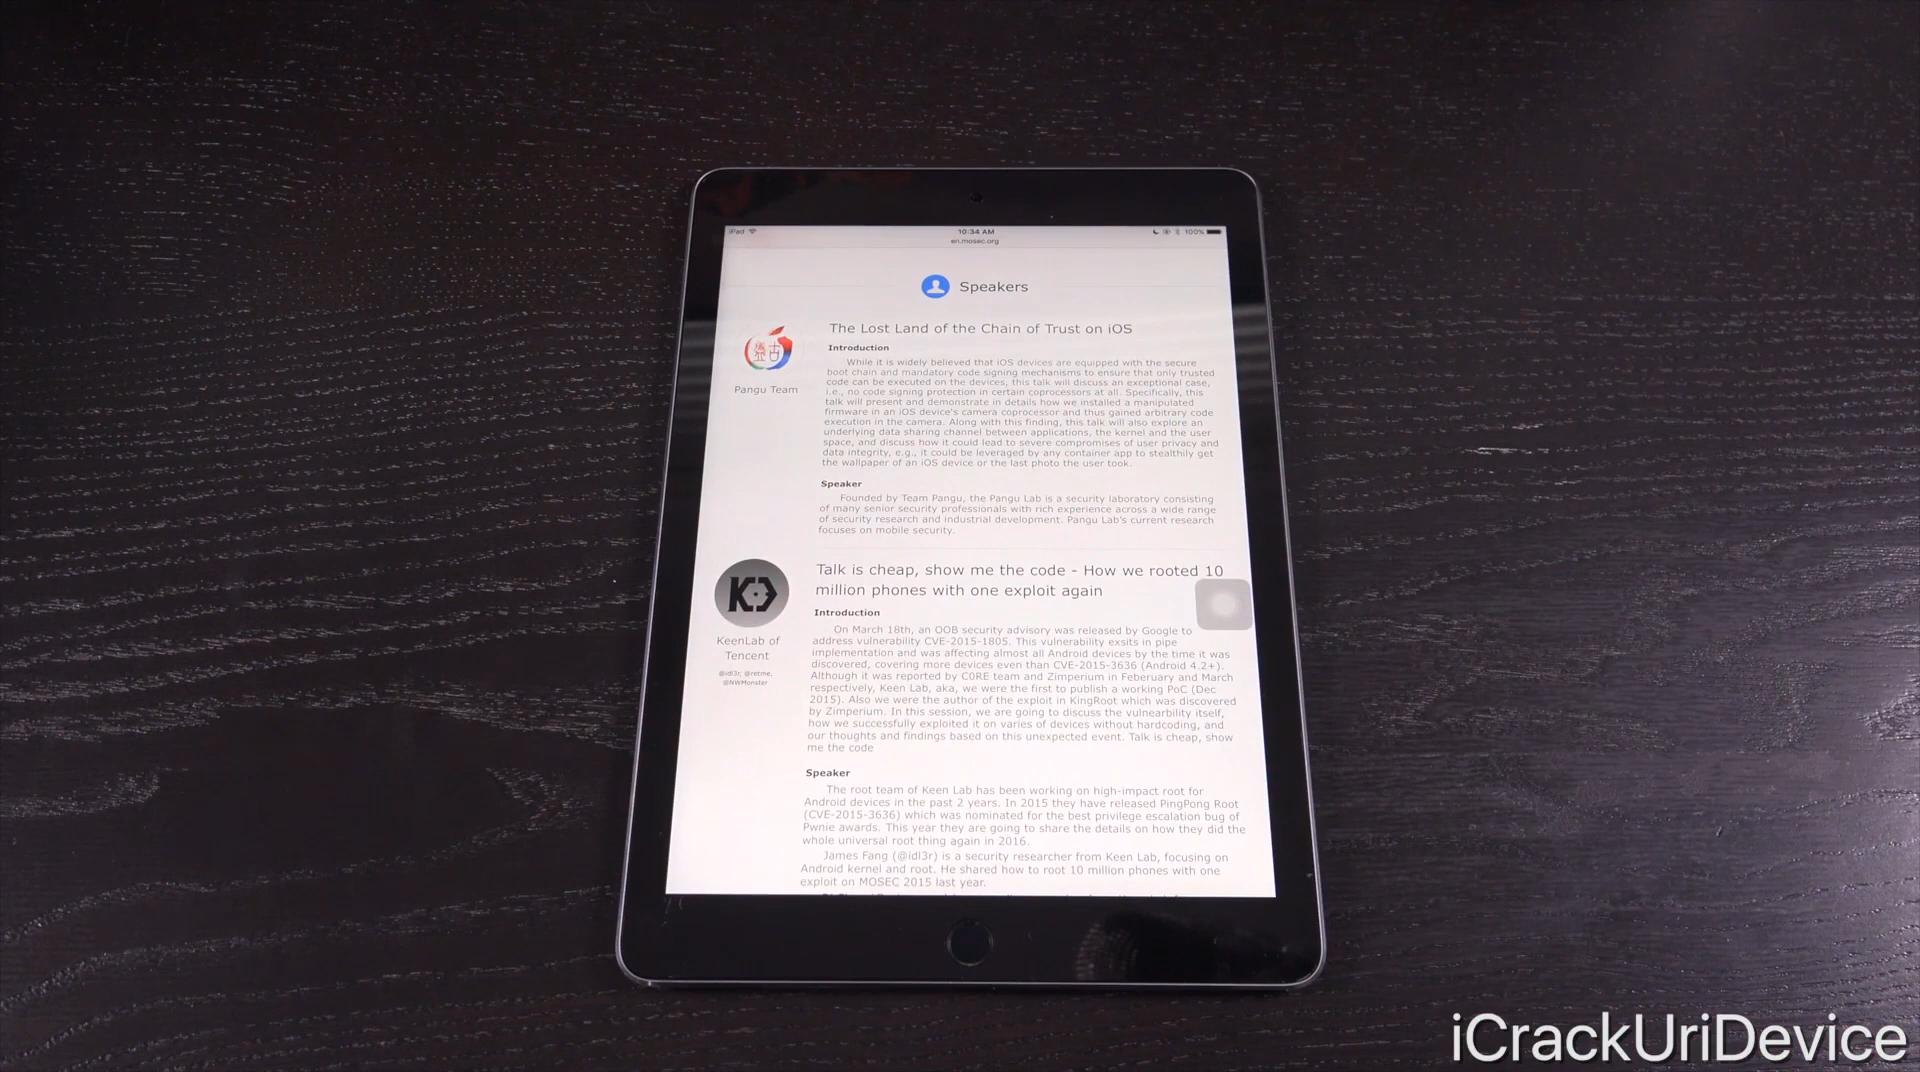 iPad
10:34 AM
100%
en.mosec.org
Speakers
盘古
Pangu Team
The Lost Land of the Chain of Trust on iOS
Introduction
While it is widely believed that iOS devices are equipped with the secure
boot chain and mandatory code signing mechanisms to ensure that only trusted
code can be executed on the devices, this talk will discuss an exceptional case,
i.e., no code signing protection in certain coprocessors at all. Specifically, this
talk will present and demonstrate in details how we installed a manipulated
firmware in an iOS device's camera coprocessor and thus gained arbitrary code
execution in the camera. Along with this finding, this talk will also explore an
underlying data sharing channel between applications, the kernel and the user
space, and discuss how it could lead to severe compromises of user privacy and
data integrity, e.g., it could be leveraged by any container app to stealthily get
the wallpaper of an iOS device or the last photo the user took.
Speaker
Founded by Team Pangu, the Pangu Lab is a security laboratory consisting
of many senior security professionals with rich experience across a wide range
of security research and industrial development. Pangu Lab's current research
focuses on mobile security.
KeenLab of
Tencent
@idl3r, @retme,
@NWMonster
Talk is cheap, show me the code - How we rooted 10
million phones with one exploit again
Introduction
On March 18th, an OOB security advisory was released by Google to
address vulnerability CVE-2015-1805. This vulnerability exsits in pipe
implementation and was affecting almost all Android devices by the time it was
discovered, covering more devices even than CVE-2015-3636 (Android 4.2+).
Although it was reported by C0RE team and Zimperium in Feberuary and March
respectively, Keen Lab, aka, we were the first to publish a working PoC (Dec
2015). Also we were the author of the exploit in KingRoot which was discovered
by Zimperium. In this session, we are going to discuss the vulnearbility itself,
how we successfully exploited it on varies of devices without hardcoding, and
our thoughts and findings based on this unexpected event. Talk is cheap, show
me the code
Speaker
The root team of Keen Lab has been working on high-impact root for
Android devices in the past 2 years. In 2015 they have released PingPong Root
(CVE-2015-3636) which was nominated for the best privilege escalation bug of
Pwnie awards. This year they are going to share the details on how they did the
whole universal root thing again in 2016.
James Fang (@idl3r) is a security researcher from Keen Lab, focusing on
Android kernel and root. He shared how to root 10 million phones with one
exploit on MOSEC 2015 last year.
iCrackUriDevice